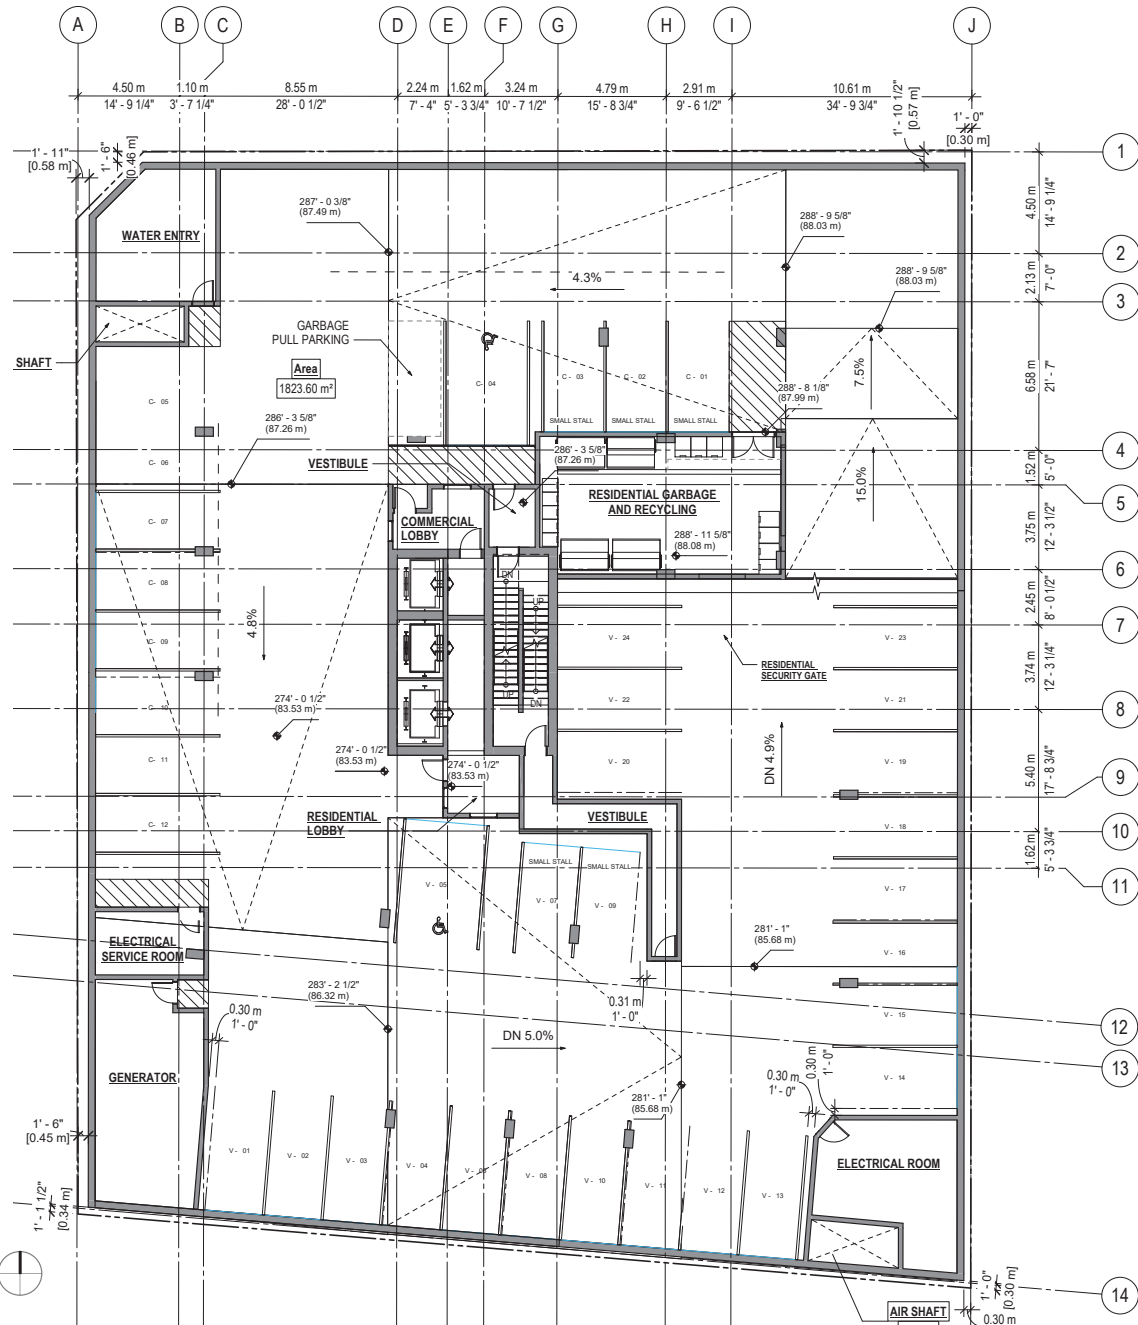 A B C D E F G H I J
4.50 m 1.10 m 8.55 m 2.24 m 1.62 m 3.24 m 4.79 m 2.91 m 10.61 m
14' - 9 1/4" 3' - 7 1/4" 28' - 0 1/2" 7' - 4" 5' - 3 3/4" 10' - 7 1/2" 15' - 8 3/4" 9' - 6 1/2" 34' - 9 3/4"
1' - 10 1/2"
[0.57 m]
1' - 0"
[0.30 m]
1' - 11"
[0.58 m]
1' - 6"
[0.46 m]
1
4.50 m
14' - 9 1/4"
287' - 0 3/8"
(87.49 m)
288' - 9 5/8"
(88.03 m)
WATER ENTRY
2
2.13 m
7' - 0"
4.3%
288' - 9 5/8"
(88.03 m)
3
GARBAGE
PULL PARKING
SHAFT
Area
1823.60 m²
C- 04
C - 03
C - 02
C - 01
SMALL STALL
SMALL STALL
SMALL STALL
7.5%
6.58 m
21' - 7"
C- 05
288' - 8 1/8"
(87.99 m)
286' - 3 5/8"
(87.26 m)
C- 06
VESTIBULE
286' - 3 5/8"
(87.26 m)
4
1.52 m
5' - 0"
5
15.0%
RESIDENTIAL GARBAGE
AND RECYCLING
COMMERCIAL
LOBBY
C- 07
288' - 11 5/8"
(88.08 m)
3.75 m
12' - 3 1/2"
6
C- 08
DN
UP
2.45 m
8' - 0 1/2"
7
4.8%
C- 09
V - 24
V - 23
RESIDENTIAL
SECURITY GATE
3.74 m
12' - 3 1/4"
C- 10
UP
DN
V - 22
V - 21
8
274' - 0 1/2"
(83.53 m)
C- 11
274' - 0 1/2"
(83.53 m)
274' - 0 1/2"
(83.53 m)
V - 20
DN 4.9%
V - 19
5.40 m
17' - 8 3/4"
9
C- 12
RESIDENTIAL
LOBBY
VESTIBULE
V - 18
10
1.62 m
5' - 3 3/4"
11
SMALL STALL
SMALL STALL
V - 05
V - 07
V - 09
V - 17
281' - 1"
(85.68 m)
V - 16
ELECTRICAL
SERVICE ROOM
283' - 2 1/2"
(86.32 m)
0.31 m
1' - 0"
0.30 m
1' - 0"
V - 15
12
DN 5.0%
13
GENERATOR
281' - 1"
(85.68 m)
0.30 m
1' - 0"
0.30 m
1' - 0"
V - 14
1' - 6"
[0.45 m]
V - 01
V - 02
V - 03
V - 04
V - 08
V - 10
V - 11
V - 12
V - 13
ELECTRICAL ROOM
1' - 1 1/2"
[0.34 m]
AIR SHAFT
1' - 0"
[0.30 m]
14
0.30 m